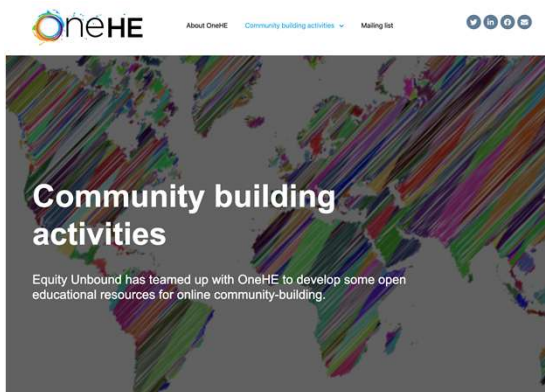 OneHE
About OneHE Community building activities Mailing list
Community building
activities
Equity Unbound has teamed up with OneHE to develop some open
educational resources for online community-building.